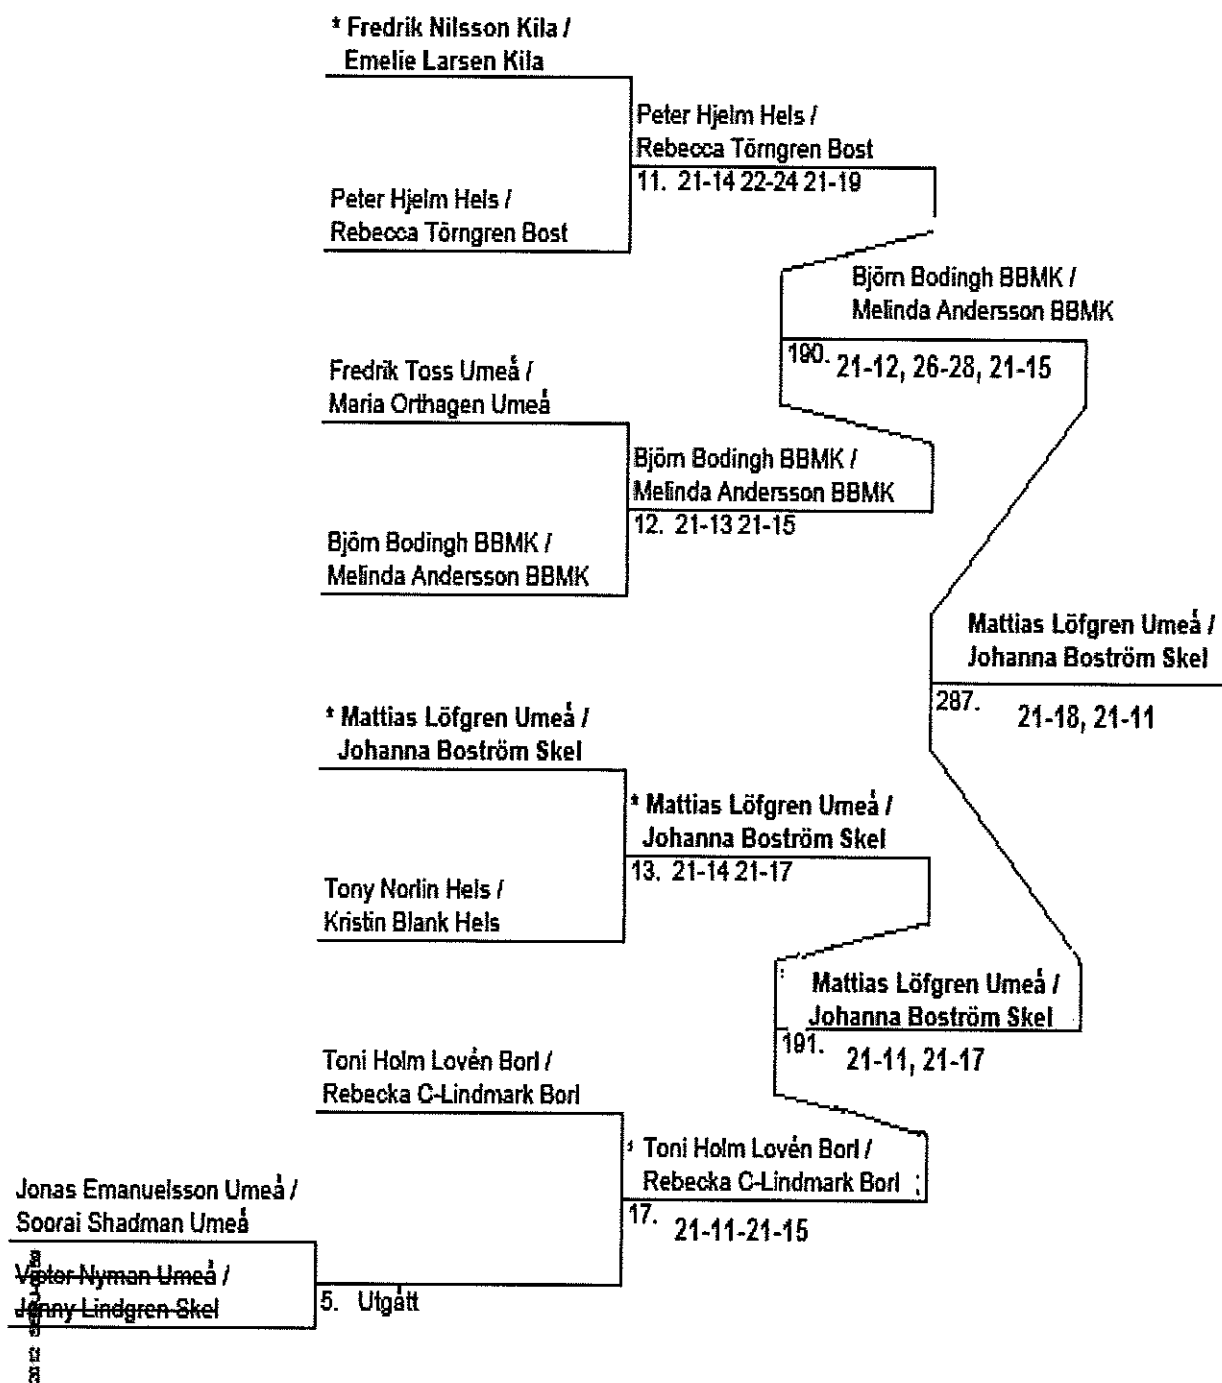 * Fredrik Nilsson Kila /
Emelie Larsen Kila
Peter Hjelm Hels /
Rebecca Törngren Bost
11. 21-14 22-24 21-19
Peter Hjelm Hels /
Rebecca Törngren Bost
Björn Bodingh BBMK /
Melinda Andersson BBMK
190. 21-12, 26-28, 21-15
Fredrik Toss Umeå /
Maria Orthagen Umeå
Björn Bodingh BBMK /
Melinda Andersson BBMK
12. 21-13 21-15
Björn Bodingh BBMK /
Melinda Andersson BBMK
Mattias Löfgren Umeå /
Johanna Boström Skel
287. 21-18, 21-11
* Mattias Löfgren Umeå /
Johanna Boström Skel
* Mattias Löfgren Umeå /
Johanna Boström Skel
13. 21-14 21-17
Tony Norlin Hels /
Kristin Blank Hels
Mattias Löfgren Umeå /
Johanna Boström Skel
191. 21-11, 21-17
Toni Holm Lovén Borl /
Rebecka C-Lindmark Borl
Toni Holm Lovén Borl /
Rebecka C-Lindmark Borl
17. 21-11-21-15
Jonas Emanuelsson Umeå /
Soorai Shadman Umeå
Victor Nyman Umeå /
Jenny Lindgren Skel
5. Utgått